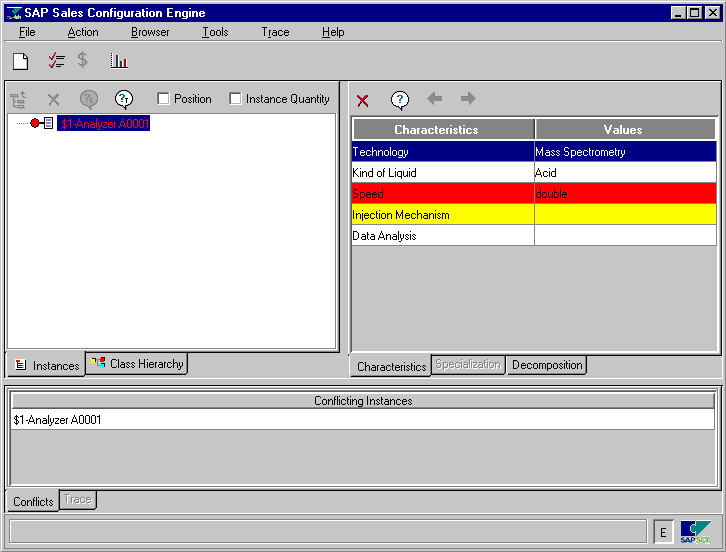 SAP Sales Configuration Engine
File Action Browser Tools Trace Help
$
?E ?T Position Instance Quantity
$1-Analyzer A0001
Instances Class Hierarchy
?
Characteristics Values
Technology Mass Spectrometry
Kind of Liquid Acid
Speed double
Injection Mechanism
Data Analysis
Characteristics Specialization Decomposition
Conflicting Instances
$1-Analyzer A0001
Conflicts Trace
E SAPSCE